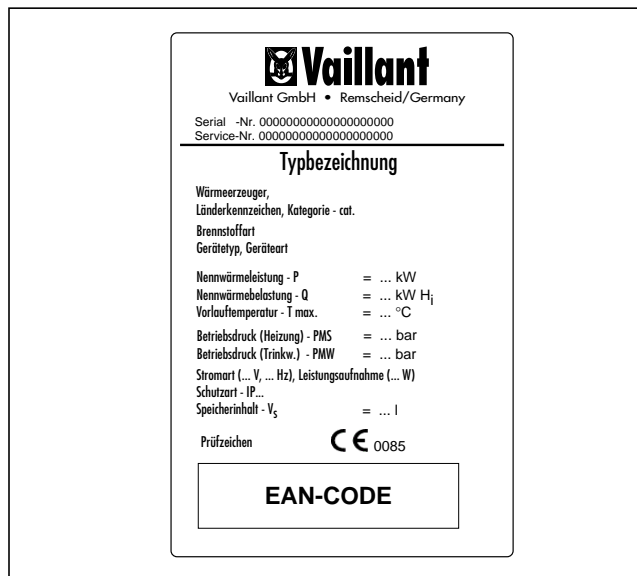 Vaillant
Vaillant GmbH • Remscheid/Germany
Serial -Nr. 00000000000000000000
Service-Nr. 00000000000000000000
Typbezeichnung
Wärmeerzeuger,
Länderkennzeichen, Kategorie - cat.
Brennstoffart
Gerätetyp, Geräteart
Nennwärmeleistung - P = ... kW
Nennwärmebelastung - Q = ... kW Hi
Vorlauftemperatur - T max. = ... °C
Betriebsdruck (Heizung) - PMS = ... bar
Betriebsdruck (Trinkw.) - PMW = ... bar
Stromart (... V, ... Hz), Leistungsaufnahme (... W)
Schutzart - IP...
Speicherinhalt - Vs = ... l
Prüfzeichen CE 0085
EAN-CODE